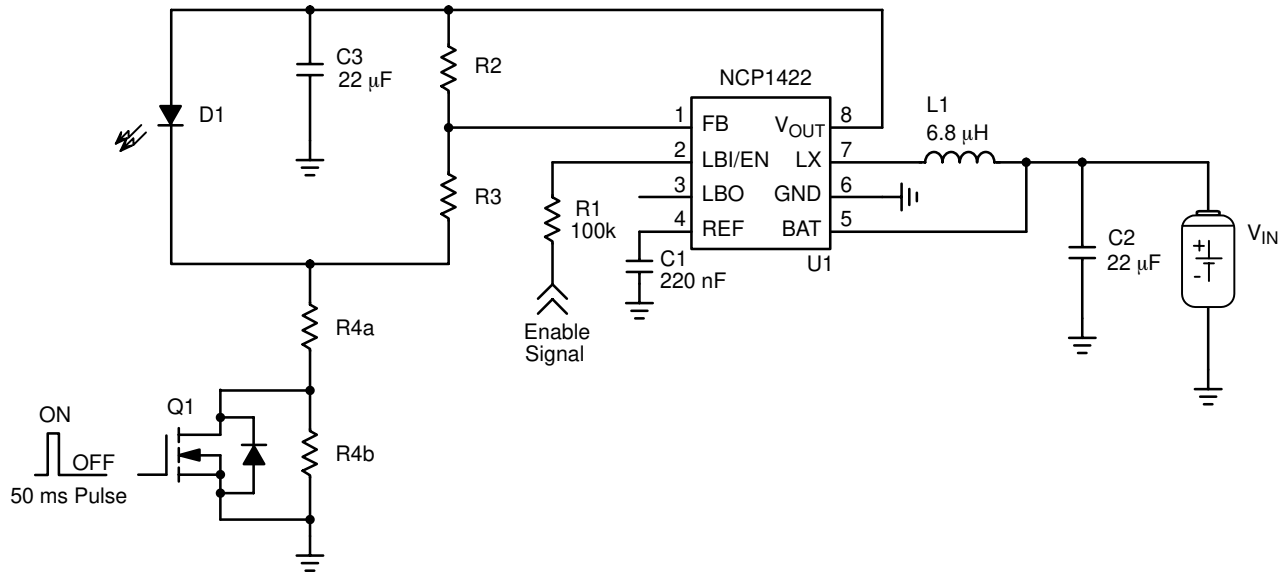 C3
22 µF
R2
D1
R3
NCP1422
1 FB VOUT 8
2 LBI/EN LX 7
3 LBO GND 6
4 REF BAT 5
U1
L1
6.8 µH
R1
100k
C1
220 nF
Enable
Signal
C2
22 µF
+
-
VIN
R4a
Q1
ON
OFF
50 ms Pulse
R4b